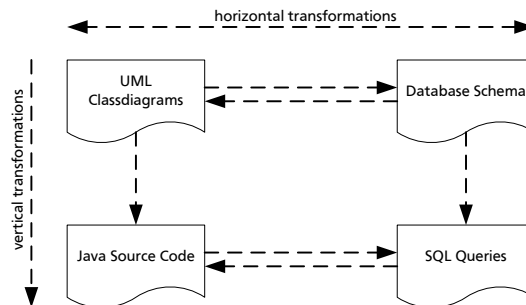 horizontal transformations
vertical transformations
UML
Classdiagrams
Database Schema
Java Source Code
SQL Queries